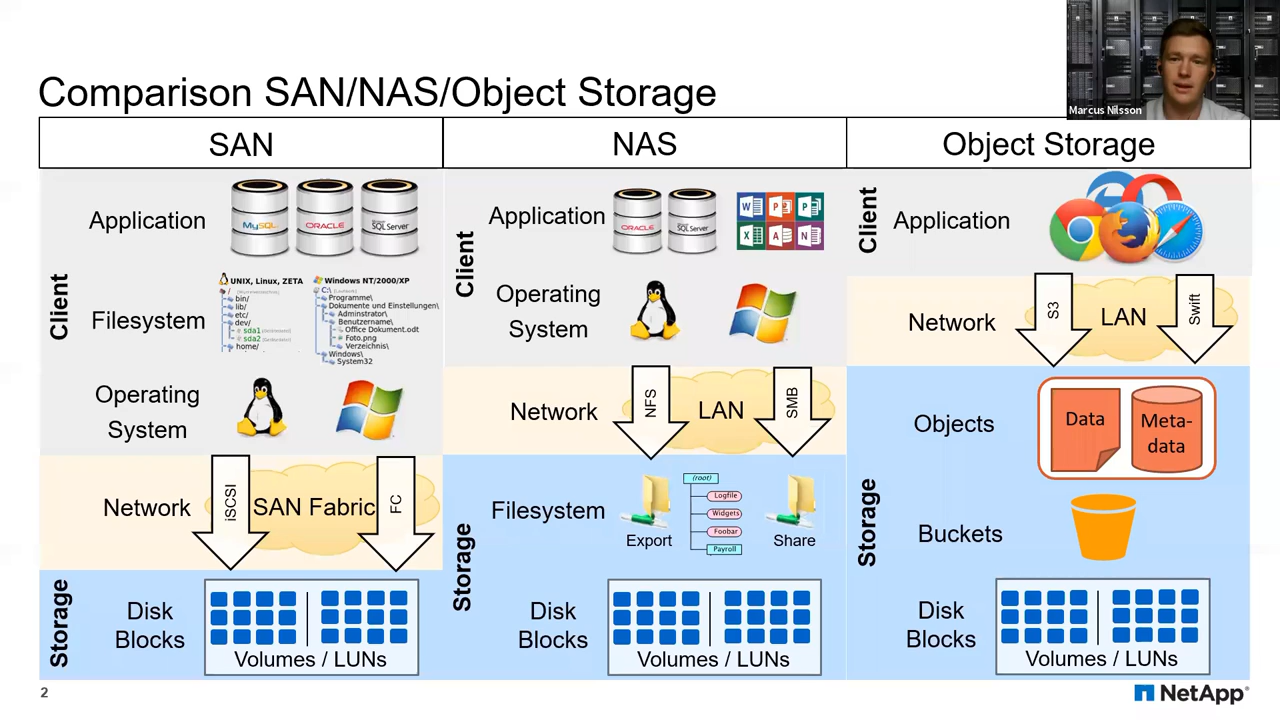 Marcus Nilsson
Comparison SAN/NAS/Object Storage
SAN
NAS
Object Storage
Client
Application
MySQL
ORACLE
SQL Server
Filesystem
UNIX, Linux, ZETA
/
bin/
lib/
etc/
dev/
sda1
sda2
home/
Windows NT/2000/XP
C:\
Programme\
Dokumente und Einstellungen\
Adminstrator\
Benutzername\
Office Dokument.odt
Foto.png
Verzeichnis\
Windows\
System32
Operating
System
Network
iSCSI
SAN Fabric
FC
Storage
Disk
Blocks
Volumes / LUNs
Client
Application
ORACLE
SQL Server
W
P
P
X
A
N
Operating
System
Network
NFS
LAN
SMB
Storage
Filesystem
Export
(root)
Logfile
Widgets
Foobar
Payroll
Share
Disk
Blocks
Volumes / LUNs
Client
Application
Network
S3
LAN
Swift
Storage
Objects
Data
Meta-
data
Buckets
Disk
Blocks
Volumes / LUNs
2
NetApp